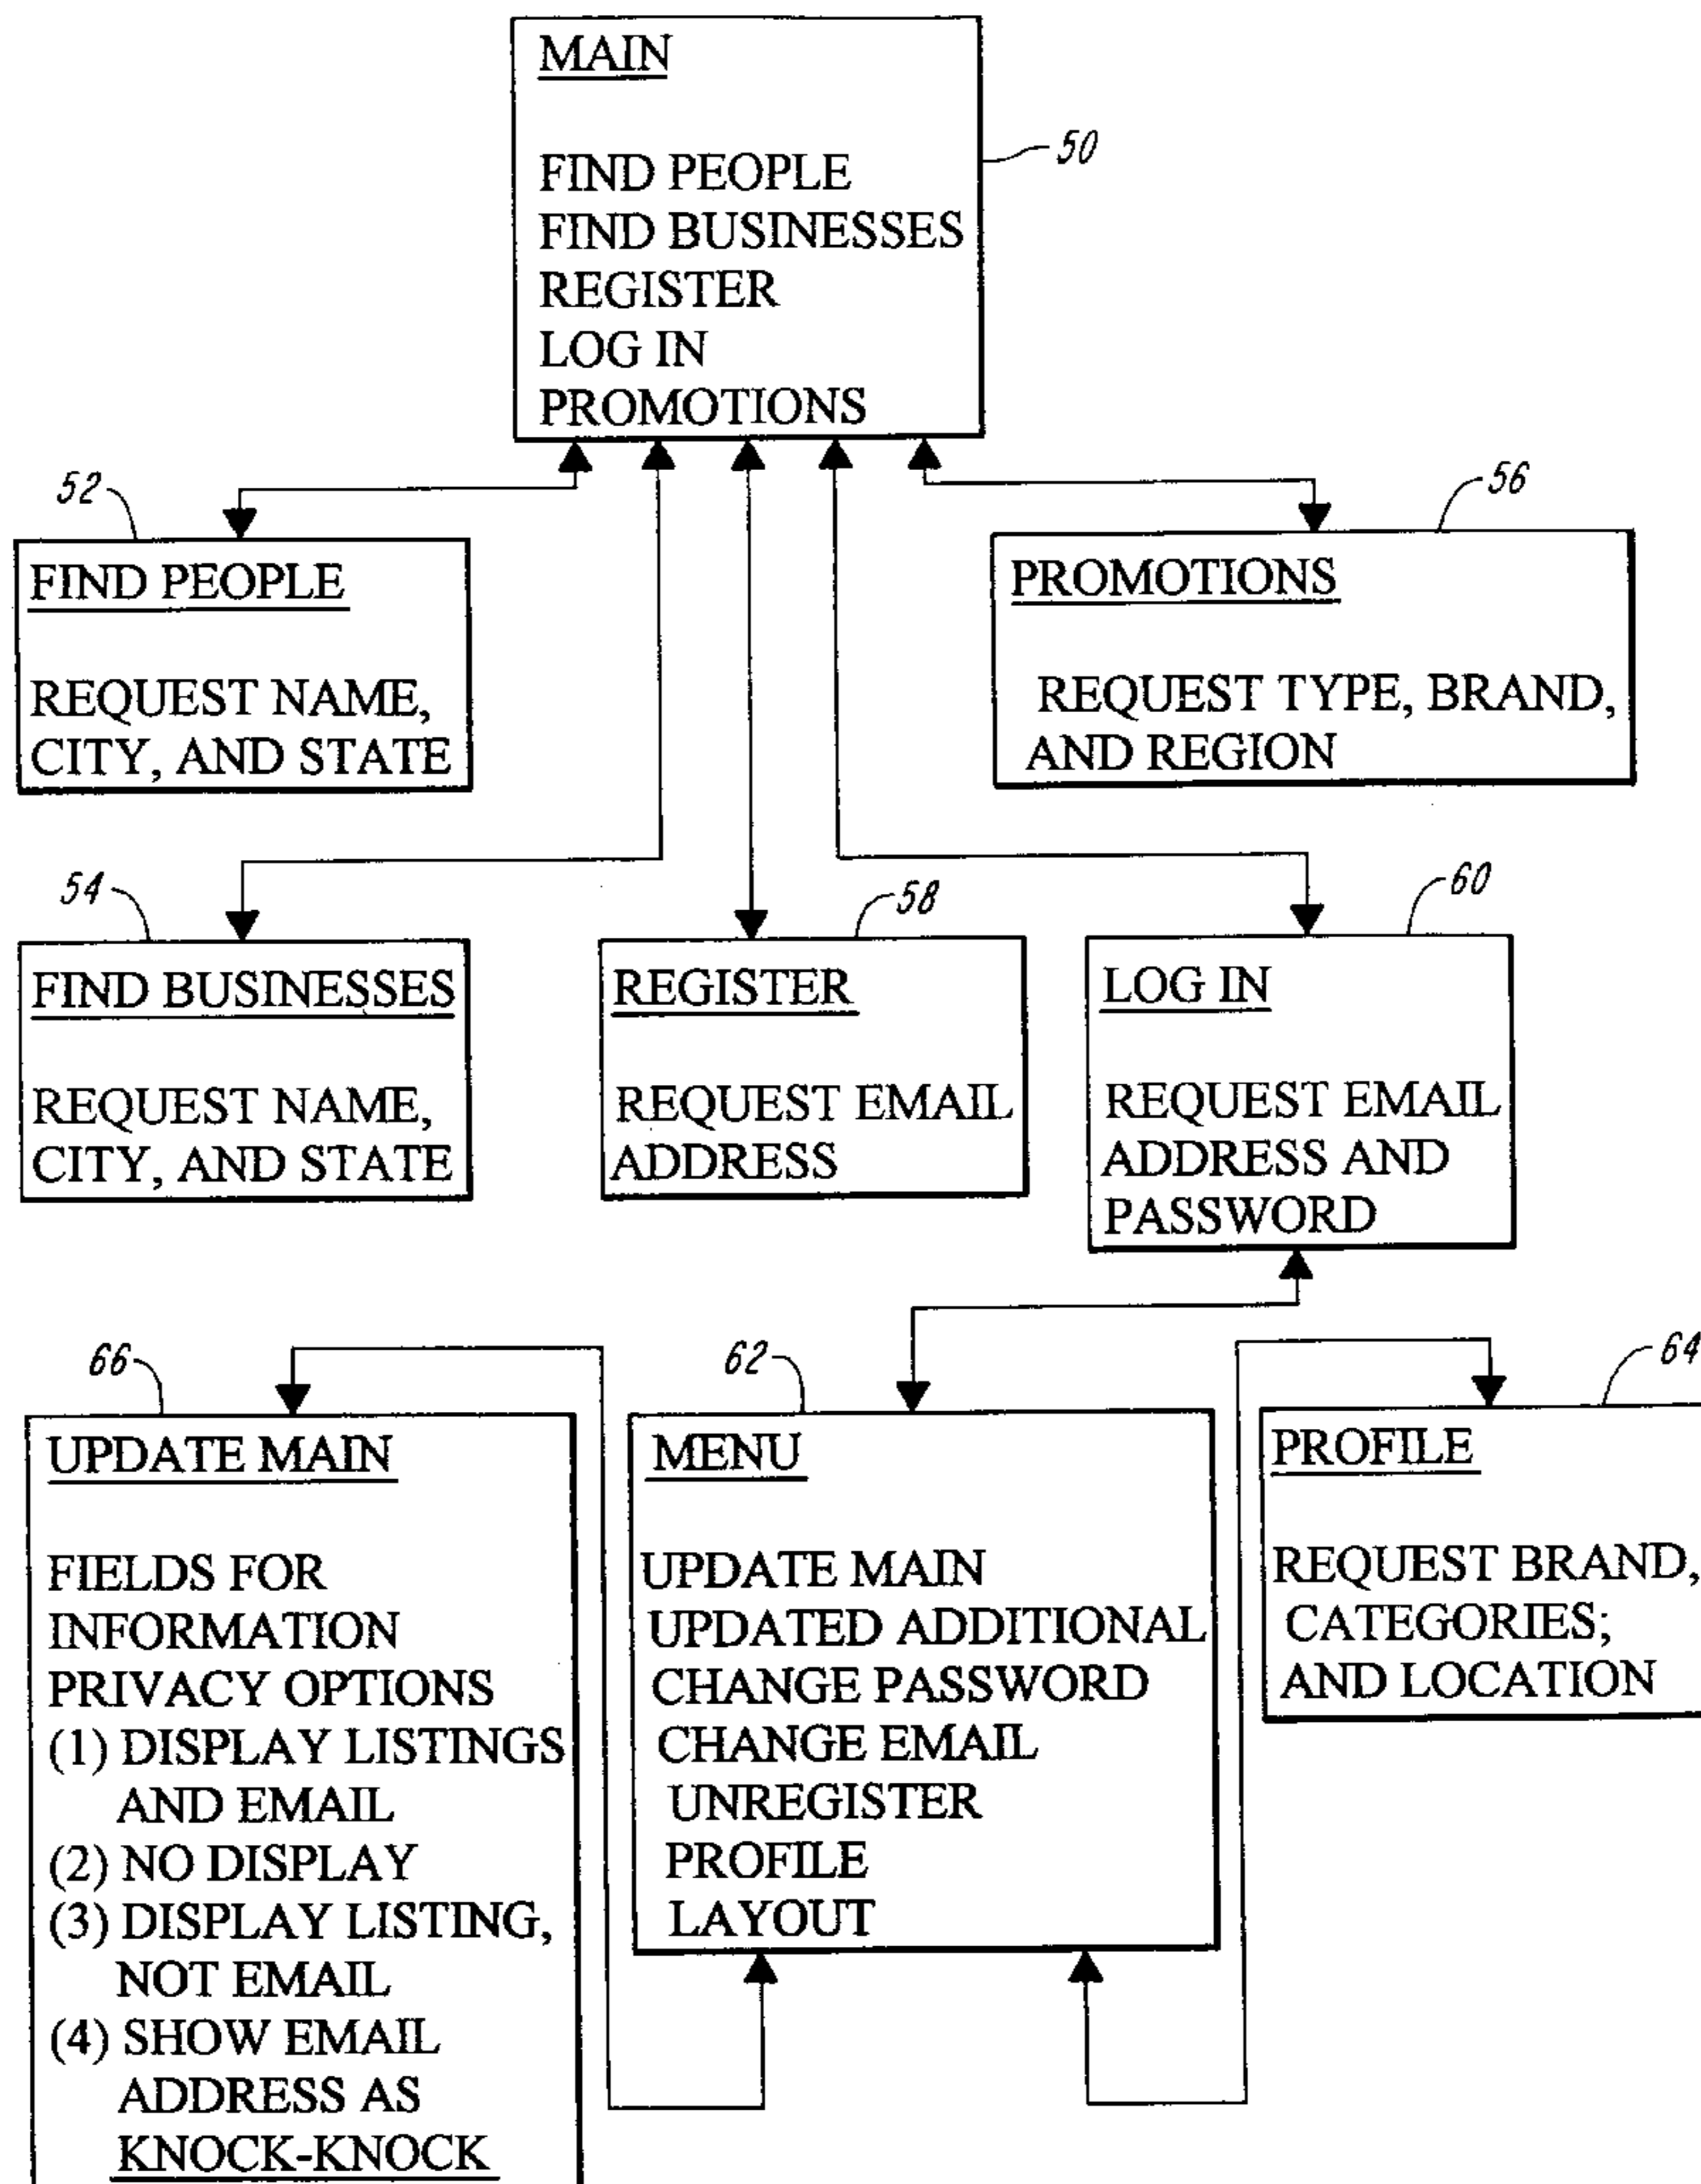 MAIN
FIND PEOPLE
FIND BUSINESSES
REGISTER
LOG IN
PROMOTIONS
50
52
FIND PEOPLE
REQUEST NAME,
CITY, AND STATE
56
PROMOTIONS
REQUEST TYPE, BRAND,
AND REGION
54
FIND BUSINESSES
REQUEST NAME,
CITY, AND STATE
58
REGISTER
REQUEST EMAIL
ADDRESS
60
LOG IN
REQUEST EMAIL
ADDRESS AND
PASSWORD
66
UPDATE MAIN
FIELDS FOR
INFORMATION
PRIVACY OPTIONS
(1) DISPLAY LISTINGS
AND EMAIL
(2) NO DISPLAY
(3) DISPLAY LISTING,
NOT EMAIL
(4) SHOW EMAIL
ADDRESS AS
KNOCK-KNOCK
62
MENU
UPDATE MAIN
UPDATED ADDITIONAL
CHANGE PASSWORD
CHANGE EMAIL
UNREGISTER
PROFILE
LAYOUT
64
PROFILE
REQUEST BRAND,
CATEGORIES;
AND LOCATION